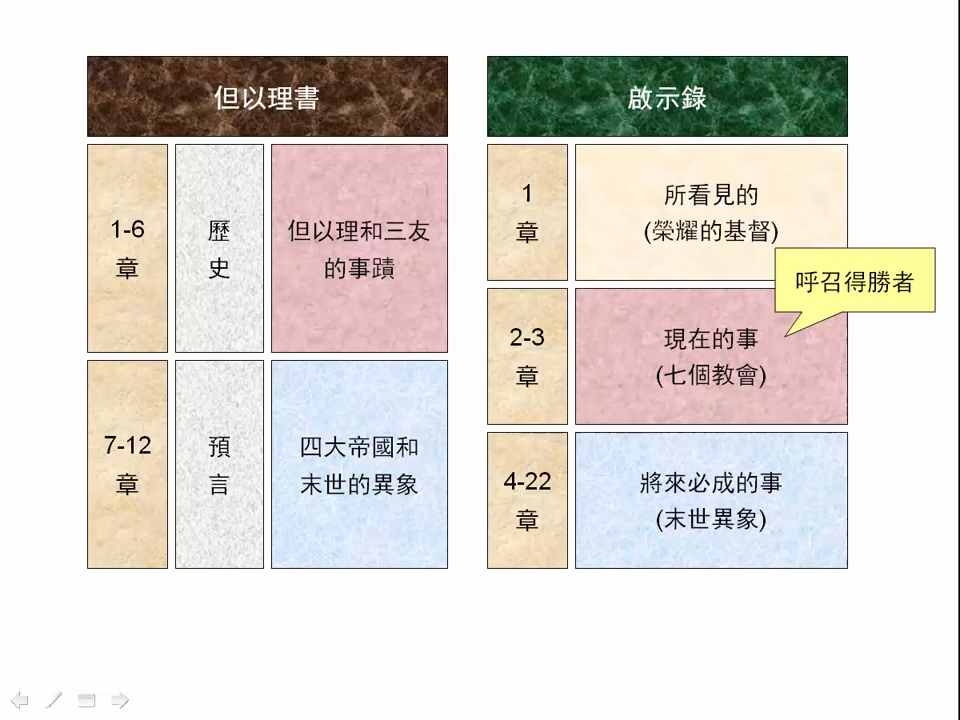 但以理書
1-6
章
歷
史
但以理和三友
的事蹟
7-12
章
預
言
四大帝國和
末世的異象
啟示錄
1
章
所看見的
(榮耀的基督)
呼召得勝者
2-3
章
現在的事
(七個教會)
4-22
章
將來必成的事
(末世異象)